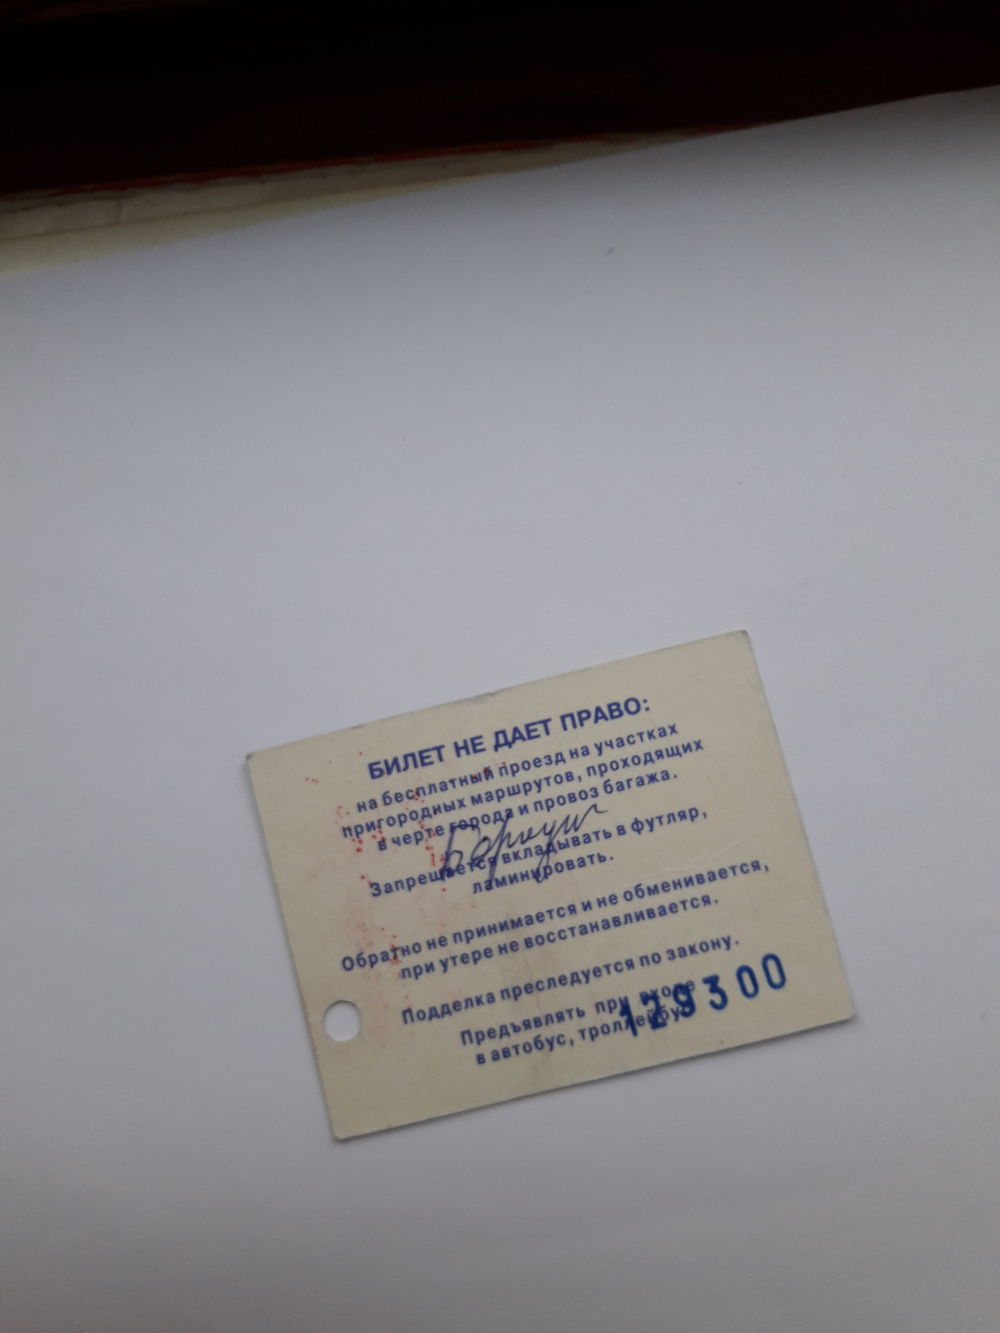 БИЛЕТ НЕ ДАЕТ ПРАВО:
на бесплатный проезд на участках
пригородных маршрутов, проходящих
в черте города и провоз багажа.
Запрещается вкладывать в футляр,
ламинировать.
Обратно не принимается и не обменивается,
при утере не восстанавливается.
Подделка преследуется по закону.
Предъявлять при входе
в автобус, троллейбус
129300